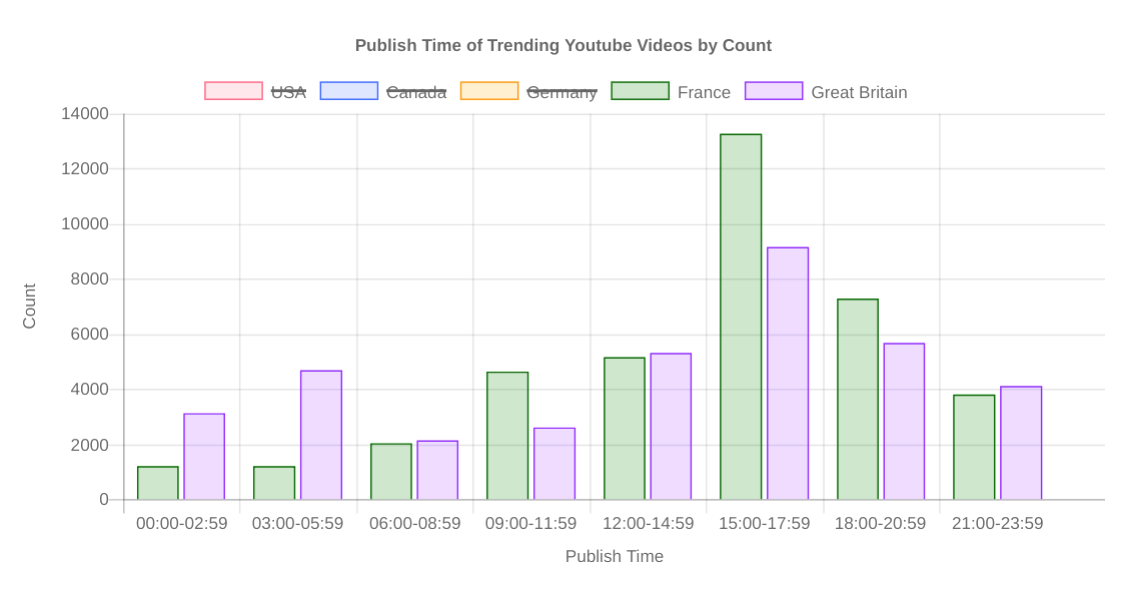 Publish Time of Trending Youtube Videos by Count
USA Canada Germany France Great Britain
14000
12000
10000
8000
6000
4000
2000
0
Count
00:00-02:59 03:00-05:59 06:00-08:59 09:00-11:59 12:00-14:59 15:00-17:59 18:00-20:59 21:00-23:59
Publish Time